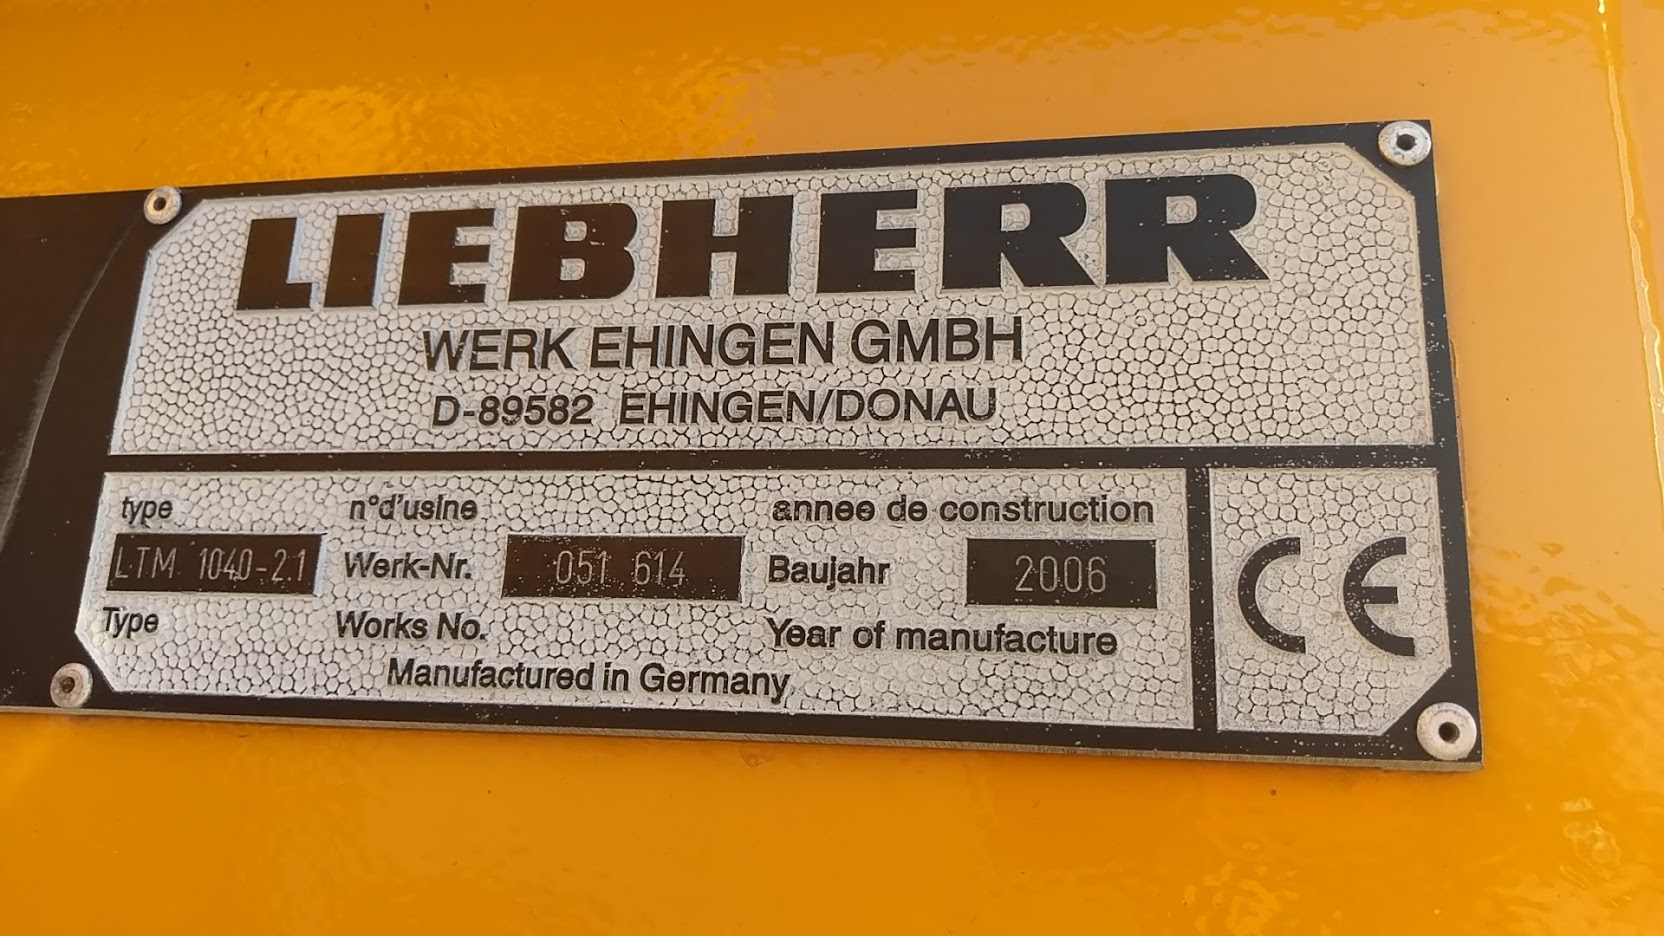 LIEBHERR
WERK EHINGEN GMBH
D-89582 EHINGEN/DONAU
type n°d'usine annee de construction
LTM 1040-2.1 Werk-Nr. 051 614 Baujahr 2006
Type Works No. Year of manufacture
Manufactured in Germany
CE